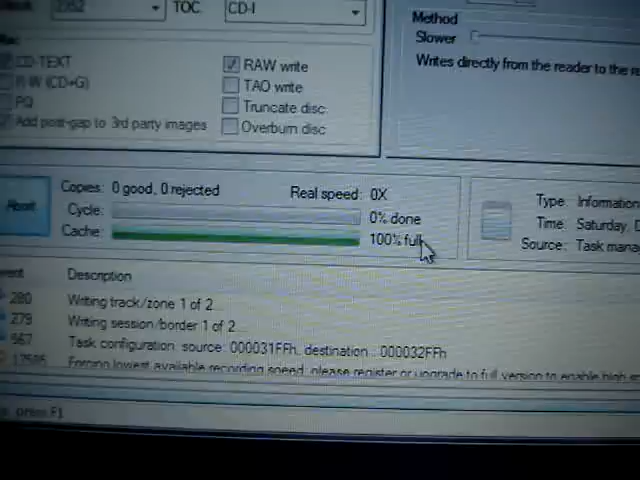 2352 TOC CD-I
CD-TEXT
R-W (CD+G)
PQ
Add post-gap to 3rd party images
RAW write
TAO write
Truncate disc
Overburn disc
Method
Slower
Writes directly from the reader to the
Abort
Copies: 0 good, 0 rejected
Real speed: 0X
Cycle: 0% done
Cache: 100% full
Type: Information
Time: Saturday, D
Source: Task mana
Description
280 Writing track/zone 1 of 2...
279 Writing session/border 1 of 2...
567 Task configuration: source: 000031FFh, destination : 000032FFh
Forcing lowest available recording speed, please register or upgrade to full version to enable high
press F1